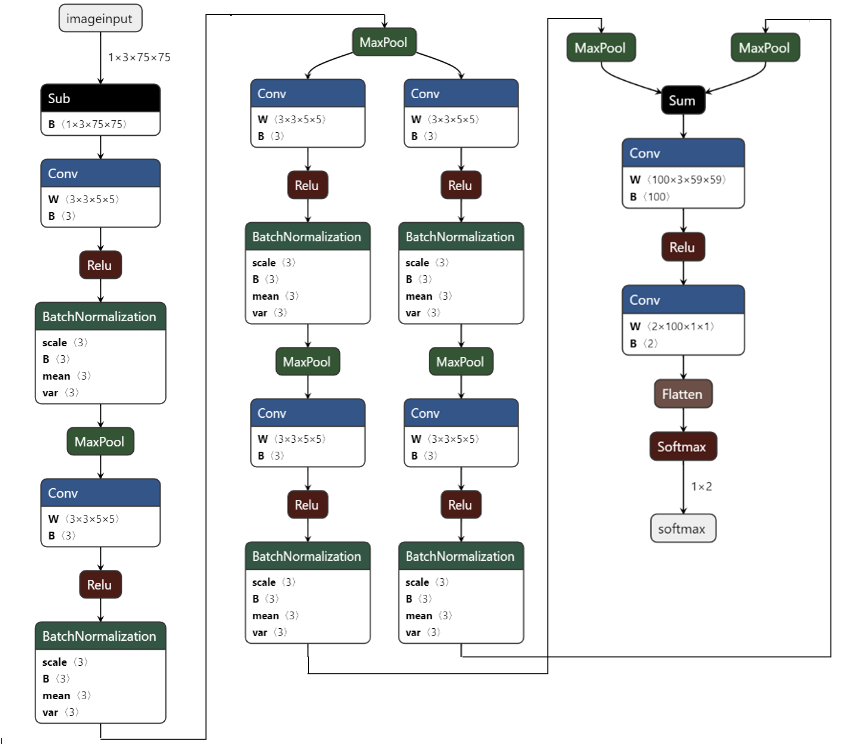 imageinput
1×3×75×75
Sub
B ⟨1×3×75×75⟩
Conv
W ⟨3×3×5×5⟩
B ⟨3⟩
Relu
BatchNormalization
scale ⟨3⟩
B ⟨3⟩
mean ⟨3⟩
var ⟨3⟩
MaxPool
Conv
W ⟨3×3×5×5⟩
B ⟨3⟩
Relu
BatchNormalization
scale ⟨3⟩
B ⟨3⟩
mean ⟨3⟩
var ⟨3⟩
MaxPool
Conv
W ⟨3×3×5×5⟩
B ⟨3⟩
Relu
BatchNormalization
scale ⟨3⟩
B ⟨3⟩
mean ⟨3⟩
var ⟨3⟩
MaxPool
Conv
W ⟨3×3×5×5⟩
B ⟨3⟩
Relu
BatchNormalization
scale ⟨3⟩
B ⟨3⟩
mean ⟨3⟩
var ⟨3⟩
Conv
W ⟨3×3×5×5⟩
B ⟨3⟩
Relu
BatchNormalization
scale ⟨3⟩
B ⟨3⟩
mean ⟨3⟩
var ⟨3⟩
MaxPool
Conv
W ⟨3×3×5×5⟩
B ⟨3⟩
Relu
BatchNormalization
scale ⟨3⟩
B ⟨3⟩
mean ⟨3⟩
var ⟨3⟩
MaxPool
MaxPool
Sum
Conv
W ⟨100×3×59×59⟩
B ⟨100⟩
Relu
Conv
W ⟨2×100×1×1⟩
B ⟨2⟩
Flatten
Softmax
1×2
softmax